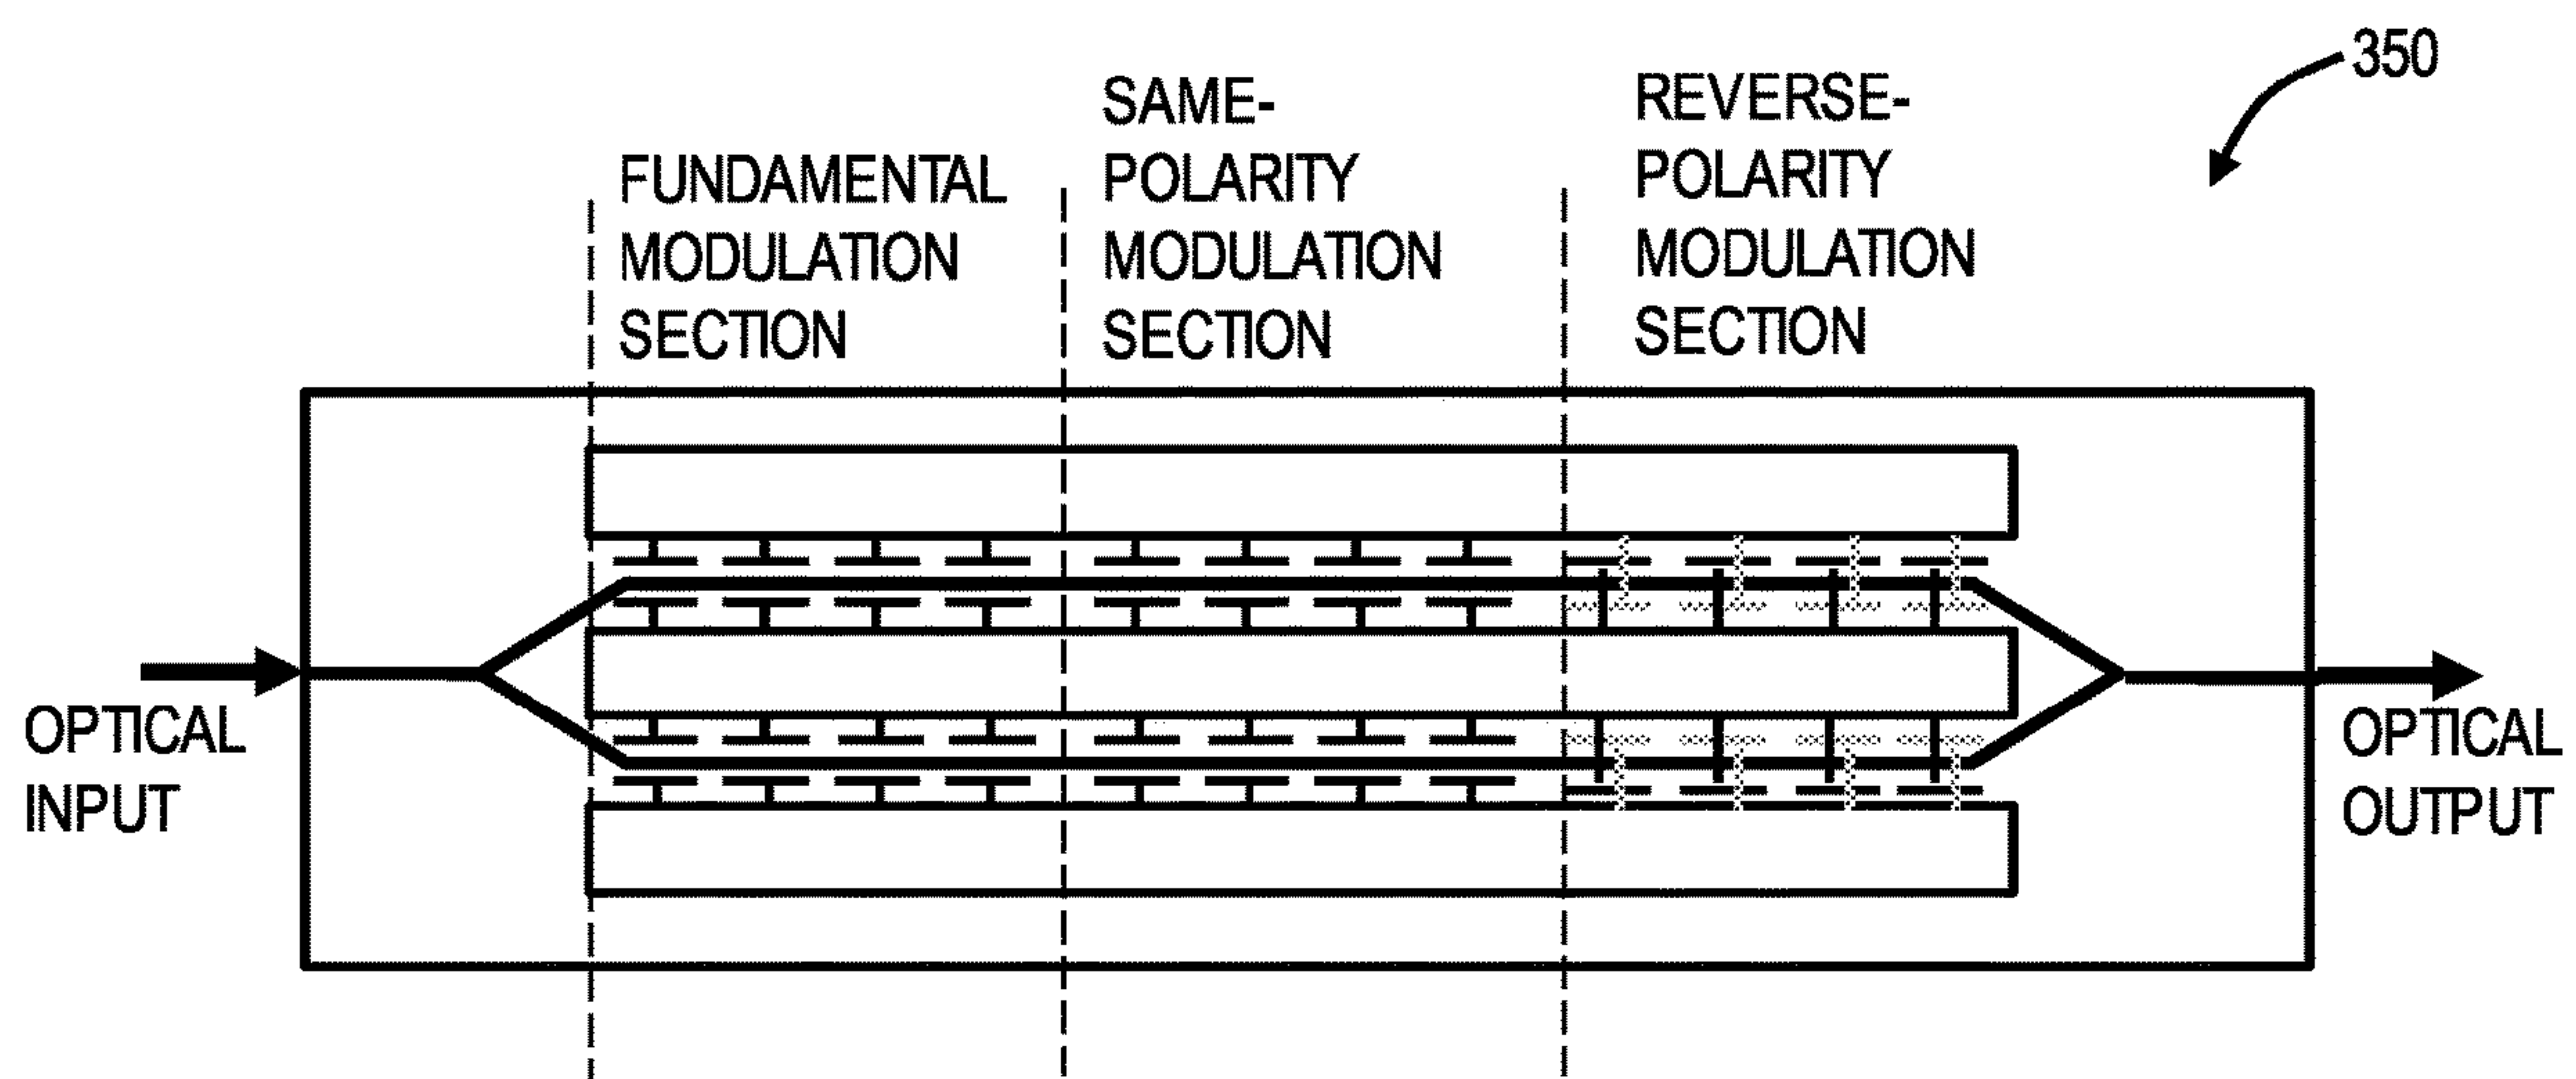 350
FUNDAMENTAL
MODULATION
SECTION
SAME-
POLARITY
MODULATION
SECTION
REVERSE-
POLARITY
MODULATION
SECTION
OPTICAL
INPUT
OPTICAL
OUTPUT